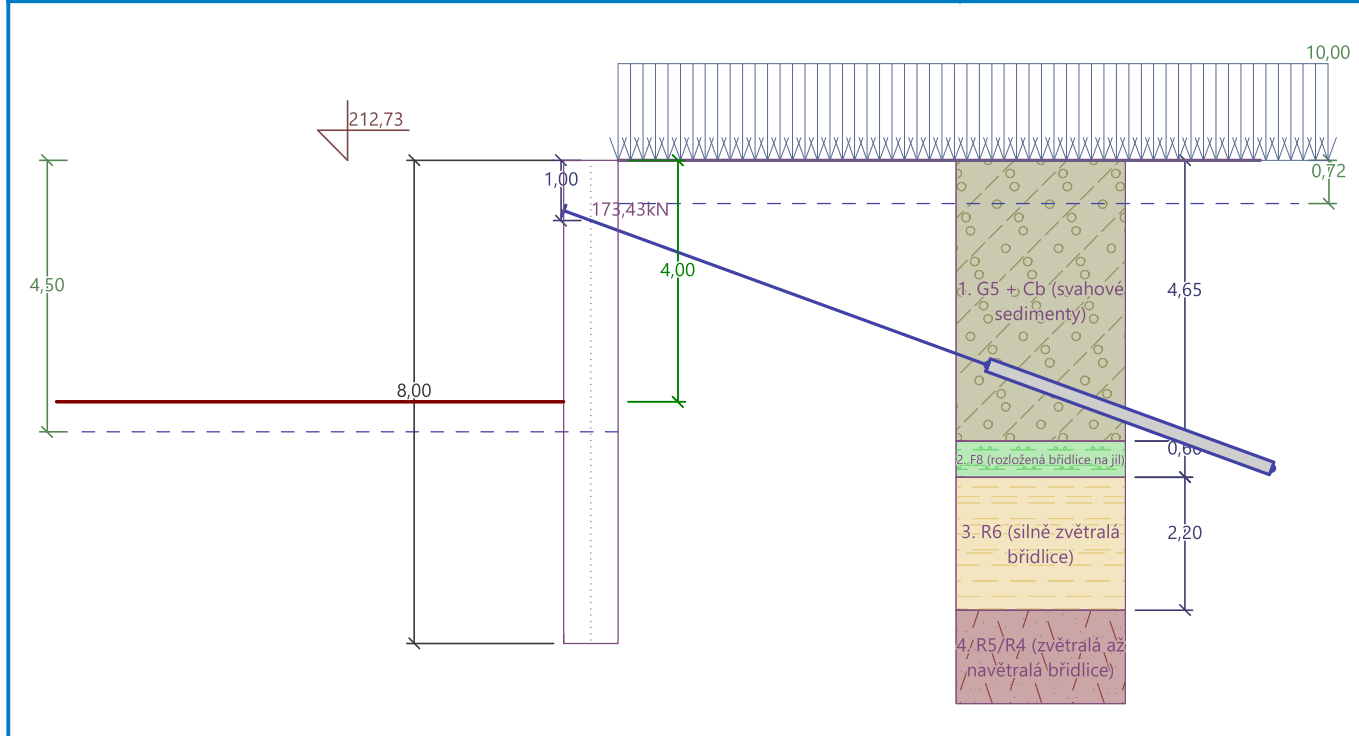 10,00
212,73
0,72
1,00
173,43kN
4,00
4,50
1. G5 + Cb (svahové
sedimenty)
4,65
8,00
0,60
2. F8 (rozložená břidlice na jíl)
3. R6 (silně zvětralá
břidlice)
2,20
4. R5/R4 (zvětralá až
navětralá břidlice)